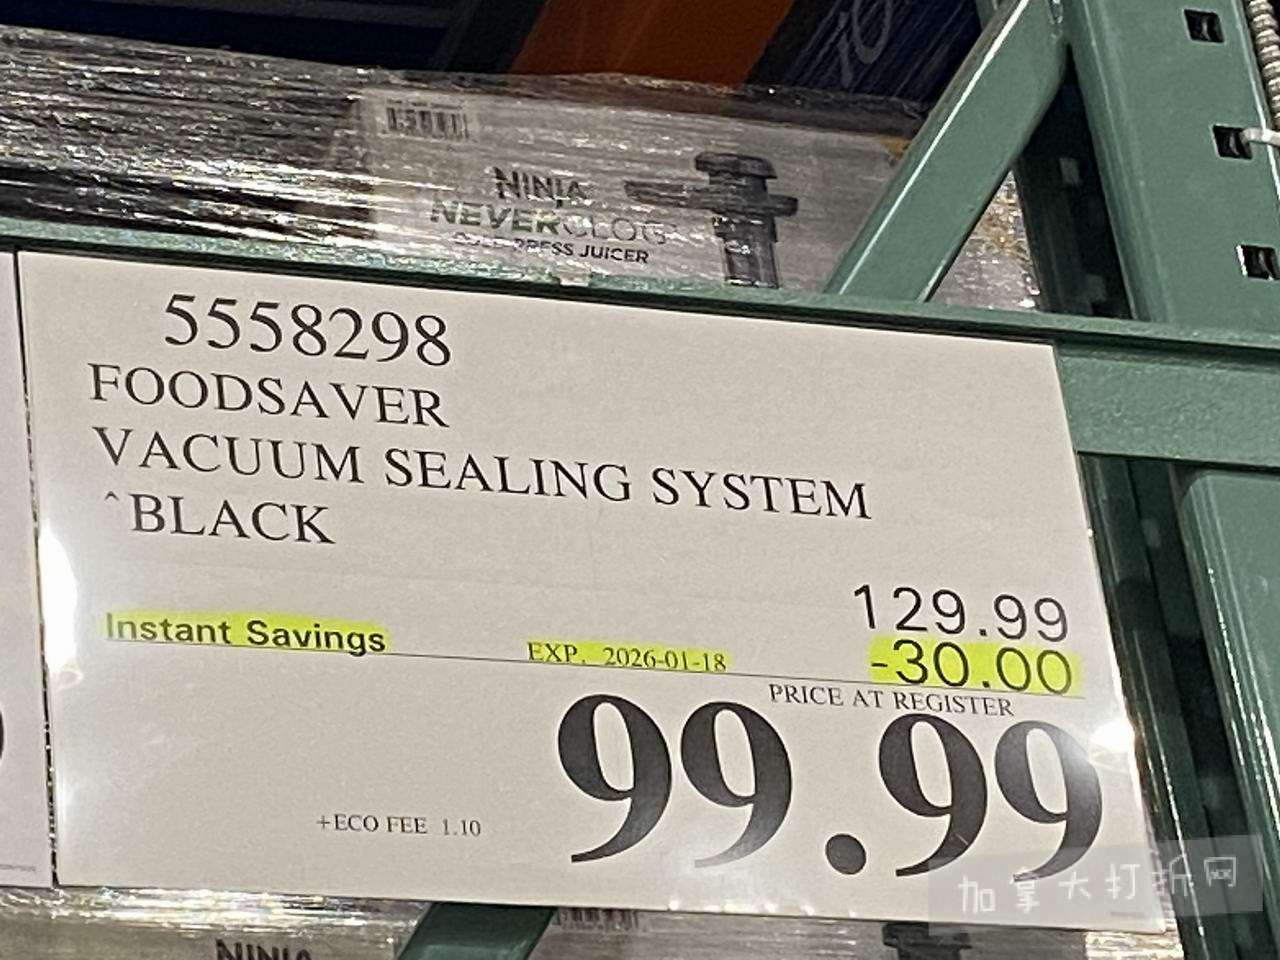 NINJA
NEVERCLOG
COLD PRESS JUICER
5558298
FOODSAVER
VACUUM SEALING SYSTEM
^BLACK
129.99
Instant Savings EXP. 2026-01-18 -30.00
PRICE AT REGISTER
99.99
+ECO FEE 1.10
加拿大打折网
NINJA